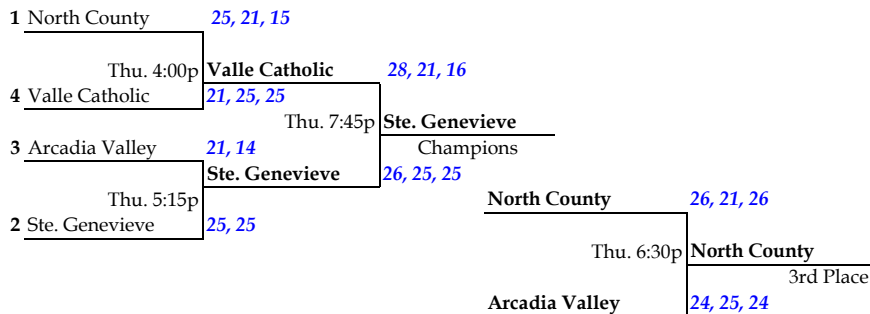 1 North County 25, 21, 15
Thu. 4:00p Valle Catholic 28, 21, 16
4 Valle Catholic 21, 25, 25
Thu. 7:45p Ste. Genevieve
3 Arcadia Valley 21, 14 Champions
Ste. Genevieve 26, 25, 25
Thu. 5:15p
North County 26, 21, 26
2 Ste. Genevieve 25, 25
Thu. 6:30p North County
3rd Place
Arcadia Valley 24, 25, 24